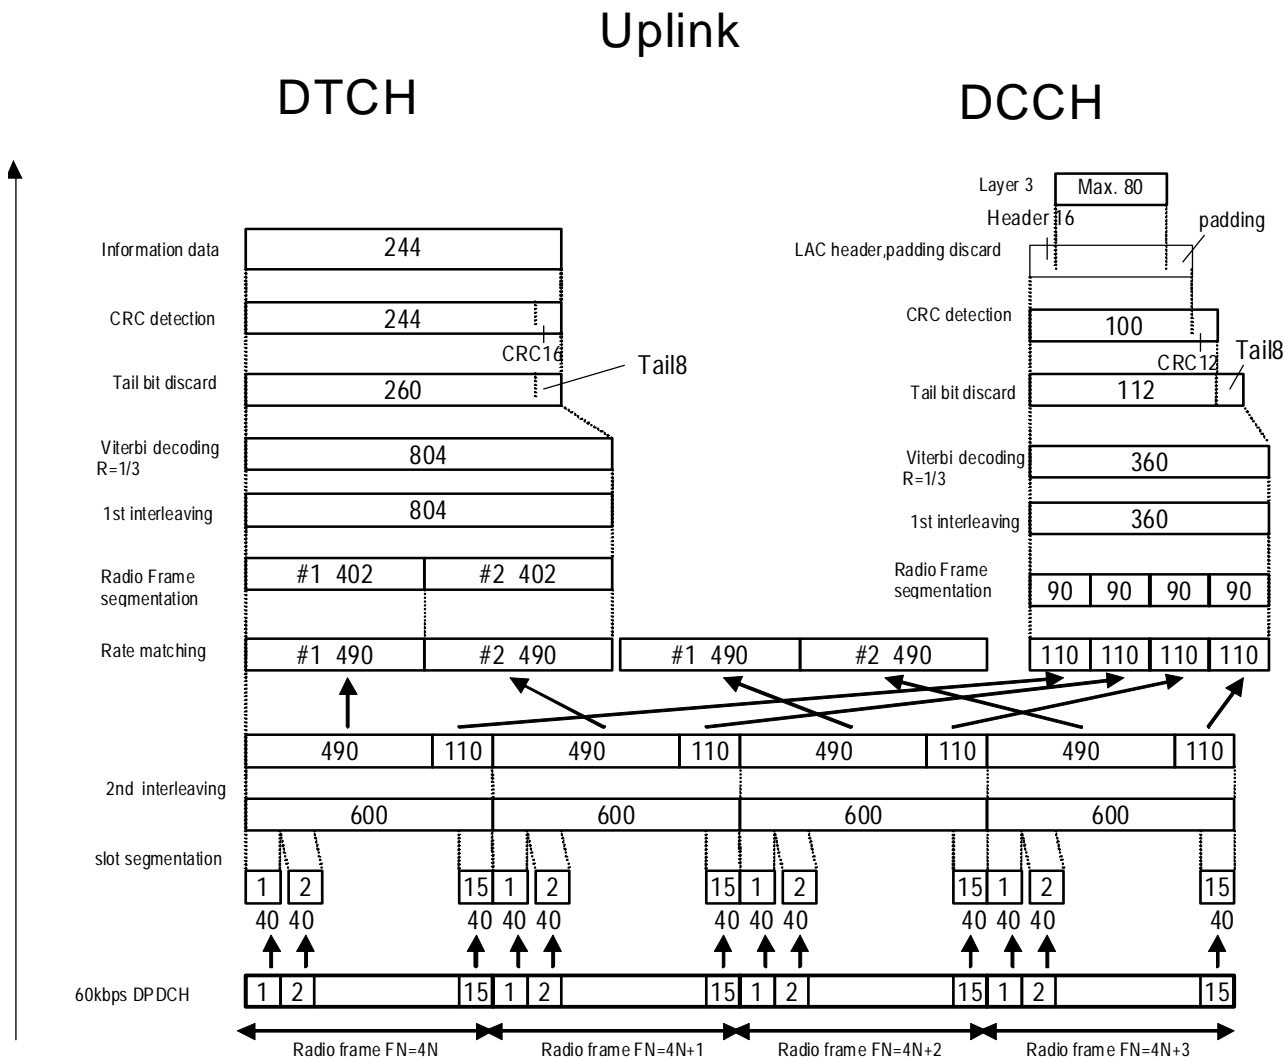 Uplink
DTCH
DCCH
Layer 3
Max. 80
Header 16
padding
LAC header,padding discard
Information data
244
CRC detection
244
CRC16
CRC detection
100
CRC12
Tail8
Tail bit discard
260
Tail8
Tail bit discard
112
Viterbi decoding
R=1/3
804
Viterbi decoding
R=1/3
360
1st interleaving
804
1st interleaving
360
Radio Frame
segmentation
#1 402
#2 402
Radio Frame
segmentation
90
90
90
90
Rate matching
#1 490
#2 490
#1 490
#2 490
110
110
110
110
490
110
490
110
490
110
490
110
2nd interleaving
600
600
600
600
slot segmentation
1
2
15
1
2
15
1
2
15
1
2
15
40
40
40
40
40
40
40
40
40
40
40
40
60kbps DPDCH
1
2
15
1
2
15
1
2
15
1
2
15
Radio frame FN=4N
Radio frame FN=4N+1
Radio frame FN=4N+2
Radio frame FN=4N+3